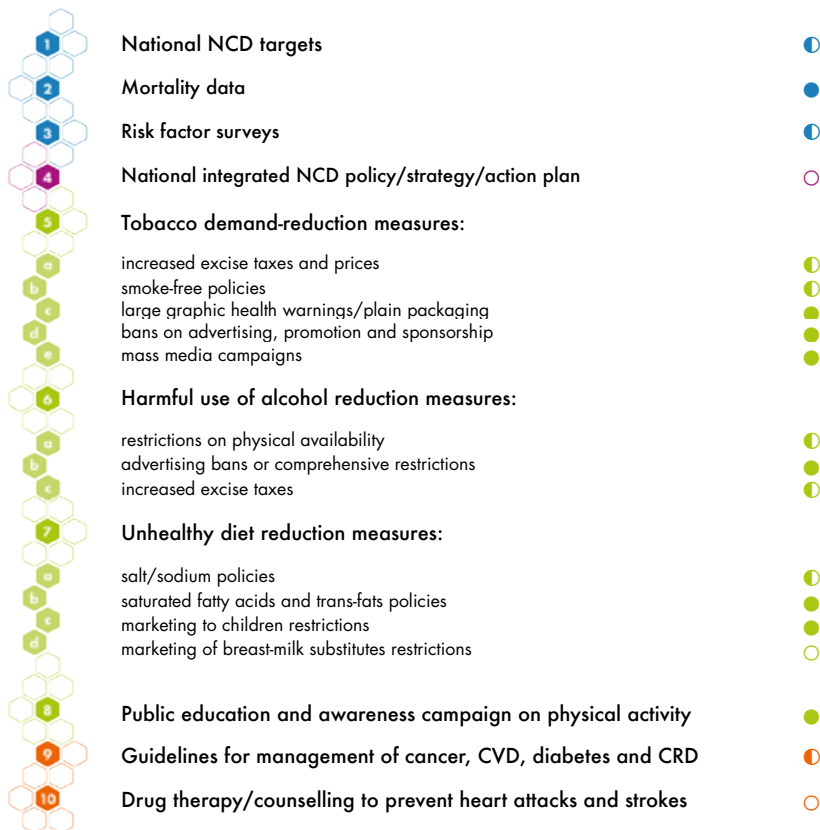 1 National NCD targets
2 Mortality data
3 Risk factor surveys
4 National integrated NCD policy/strategy/action plan
5 Tobacco demand-reduction measures:
a increased excise taxes and prices
b smoke-free policies
c large graphic health warnings/plain packaging
d bans on advertising, promotion and sponsorship
e mass media campaigns
6 Harmful use of alcohol reduction measures:
a restrictions on physical availability
b advertising bans or comprehensive restrictions
c increased excise taxes
7 Unhealthy diet reduction measures:
a salt/sodium policies
b saturated fatty acids and trans-fats policies
c marketing to children restrictions
d marketing of breast-milk substitutes restrictions
8 Public education and awareness campaign on physical activity
9 Guidelines for management of cancer, CVD, diabetes and CRD
10 Drug therapy/counselling to prevent heart attacks and strokes